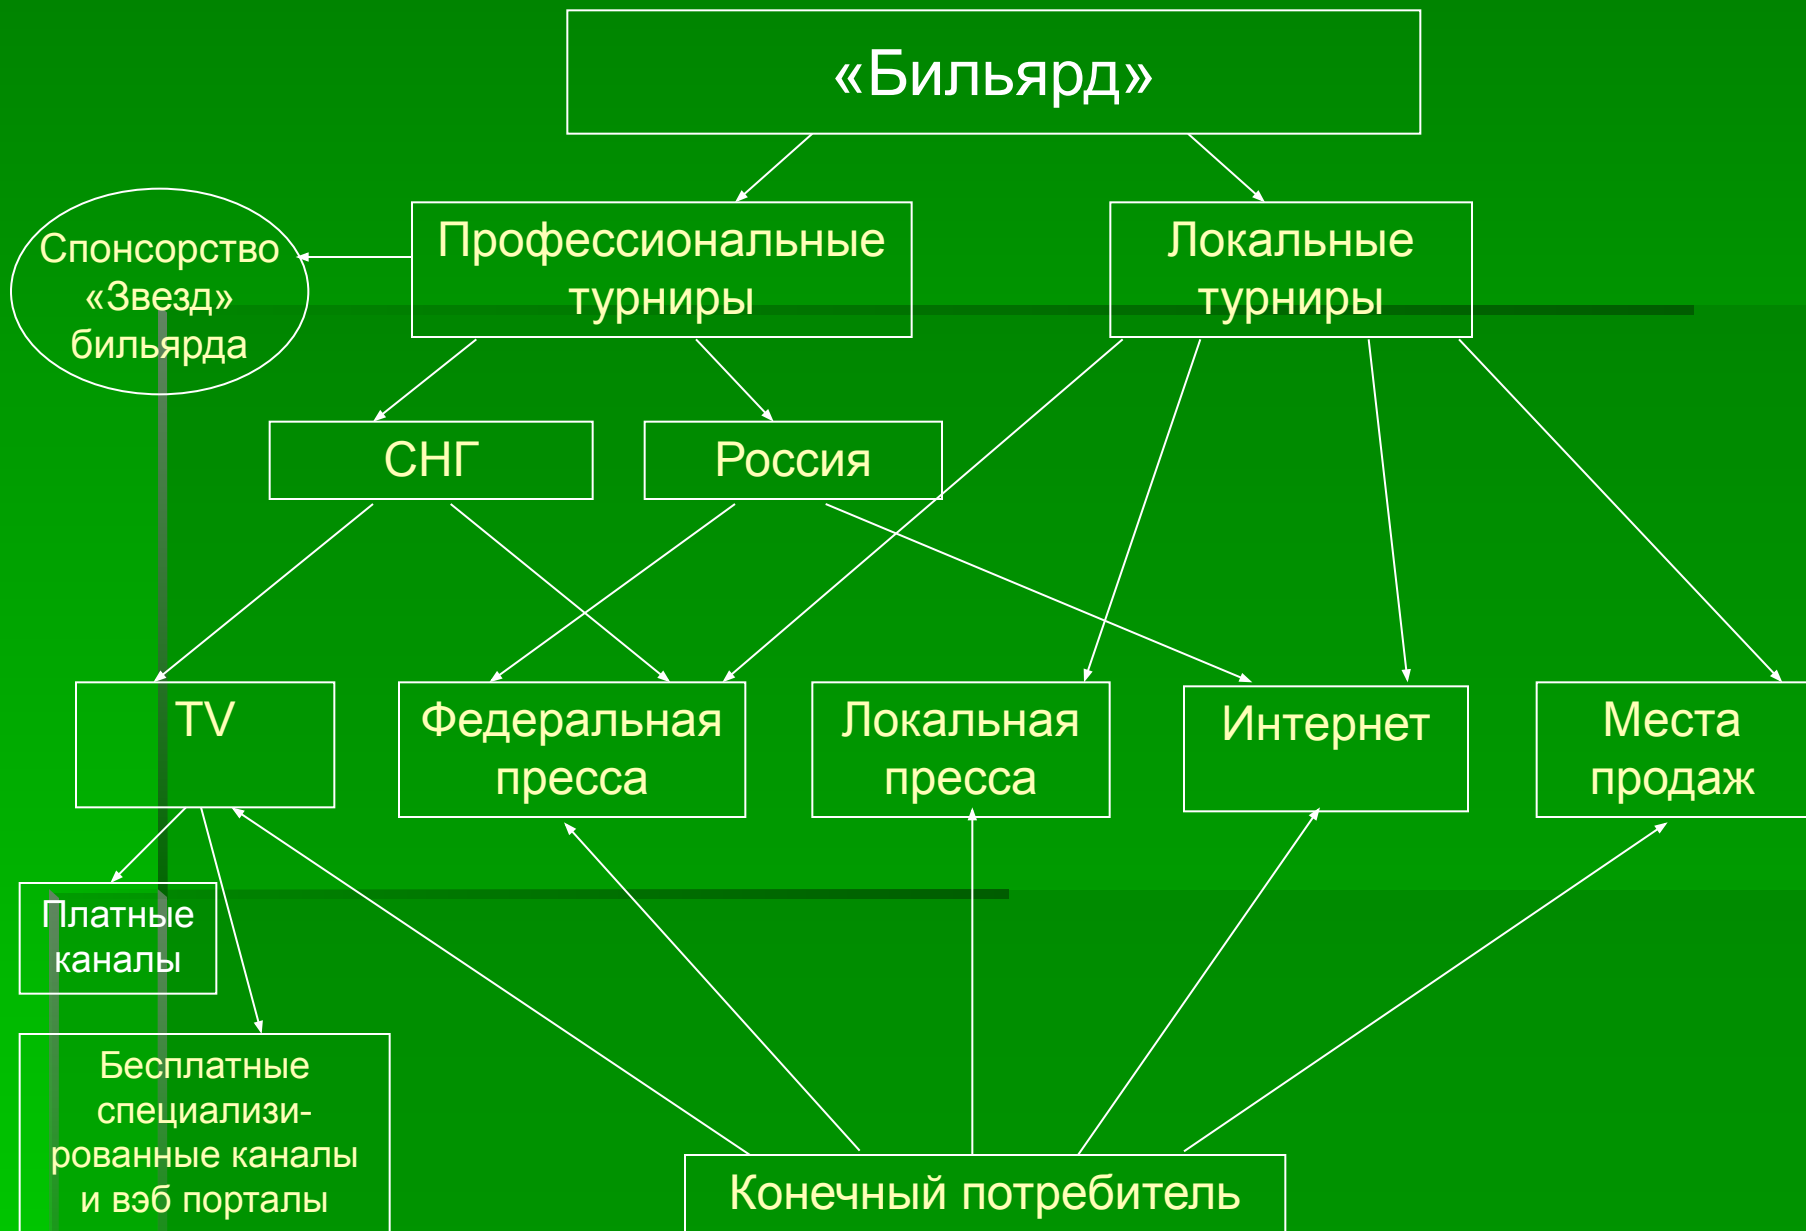 «Бильярд»
Спонсорство
«Звезд»
бильярда
Профессиональные
турниры
Локальные
турниры
СНГ
Россия
TV
Федеральная
пресса
Локальная
пресса
Интернет
Места
продаж
Платные
каналы
Бесплатные
специализи-
рованные каналы
и вэб порталы
Конечный потребитель